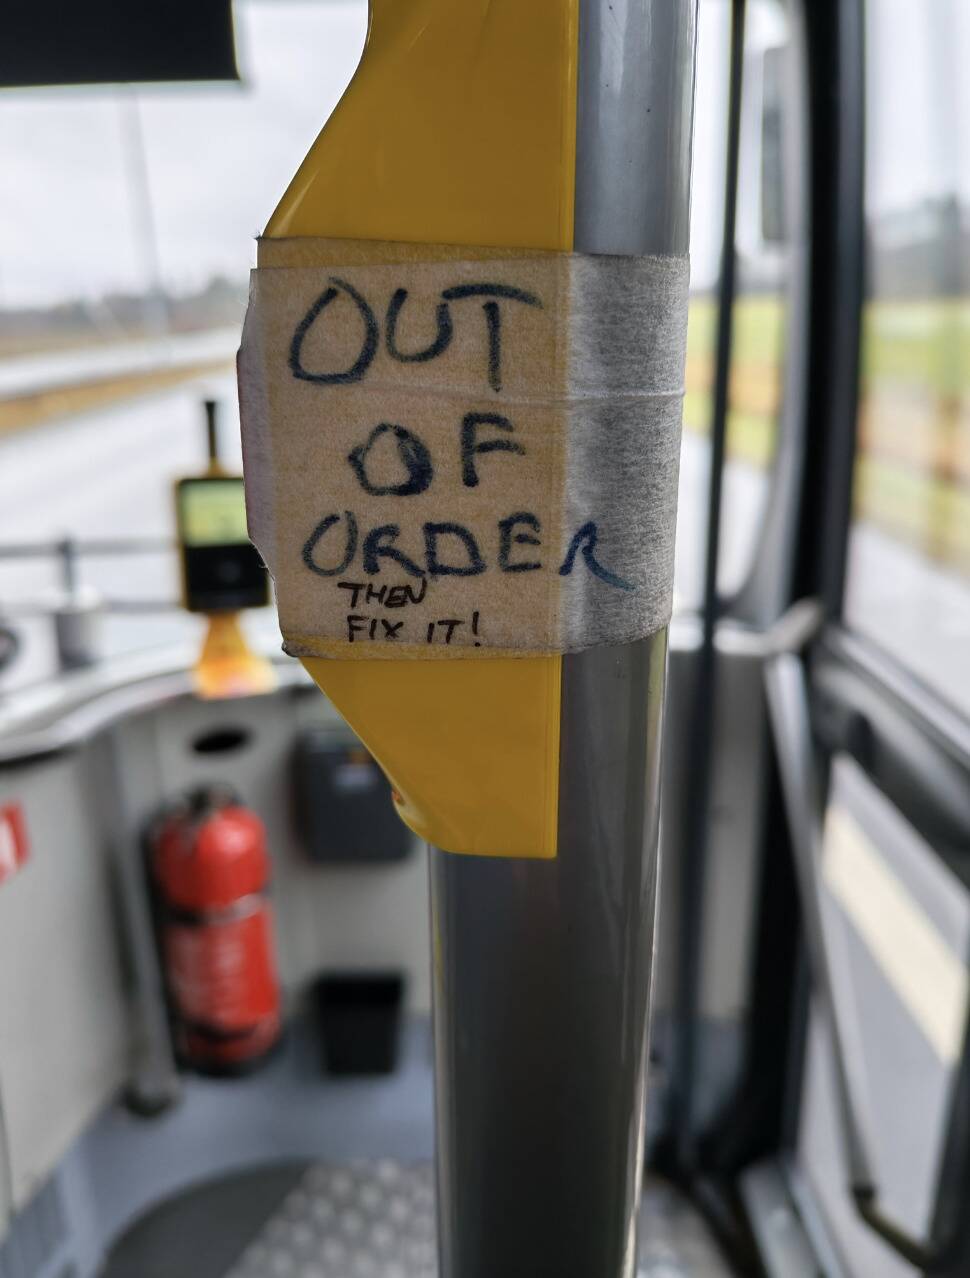 OUT
OF
ORDER
THEN
FIX IT!